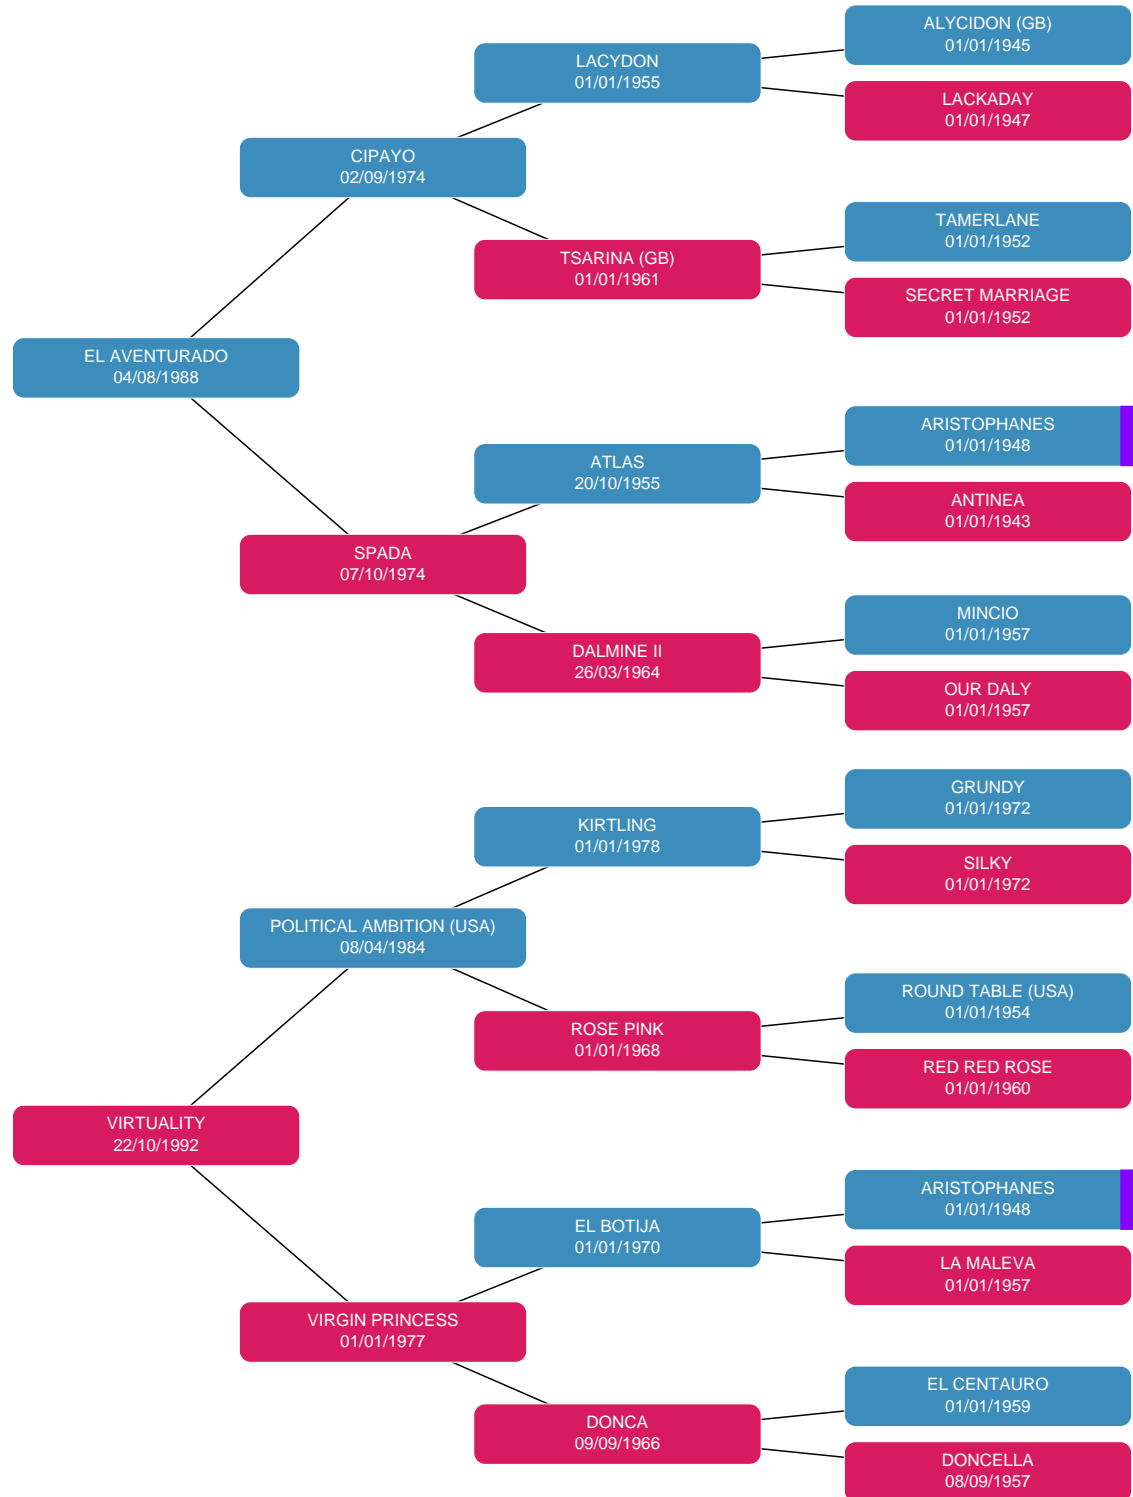 ALYCIDON (GB)
01/01/1945
LACYDON
01/01/1955
LACKADAY
01/01/1947
CIPAYO
02/09/1974
TAMERLANE
01/01/1952
TSARINA (GB)
01/01/1961
SECRET MARRIAGE
01/01/1952
EL AVENTURADO
04/08/1988
ARISTOPHANES
01/01/1948
ATLAS
20/10/1955
ANTINEA
01/01/1943
SPADA
07/10/1974
MINCIO
01/01/1957
DALMINE II
26/03/1964
OUR DALY
01/01/1957
GRUNDY
01/01/1972
KIRTLING
01/01/1978
SILKY
01/01/1972
POLITICAL AMBITION (USA)
08/04/1984
ROUND TABLE (USA)
01/01/1954
ROSE PINK
01/01/1968
RED RED ROSE
01/01/1960
VIRTUALITY
22/10/1992
ARISTOPHANES
01/01/1948
EL BOTIJA
01/01/1970
LA MALEVA
01/01/1957
VIRGIN PRINCESS
01/01/1977
EL CENTAURO
01/01/1959
DONCA
09/09/1966
DONCELLA
08/09/1957